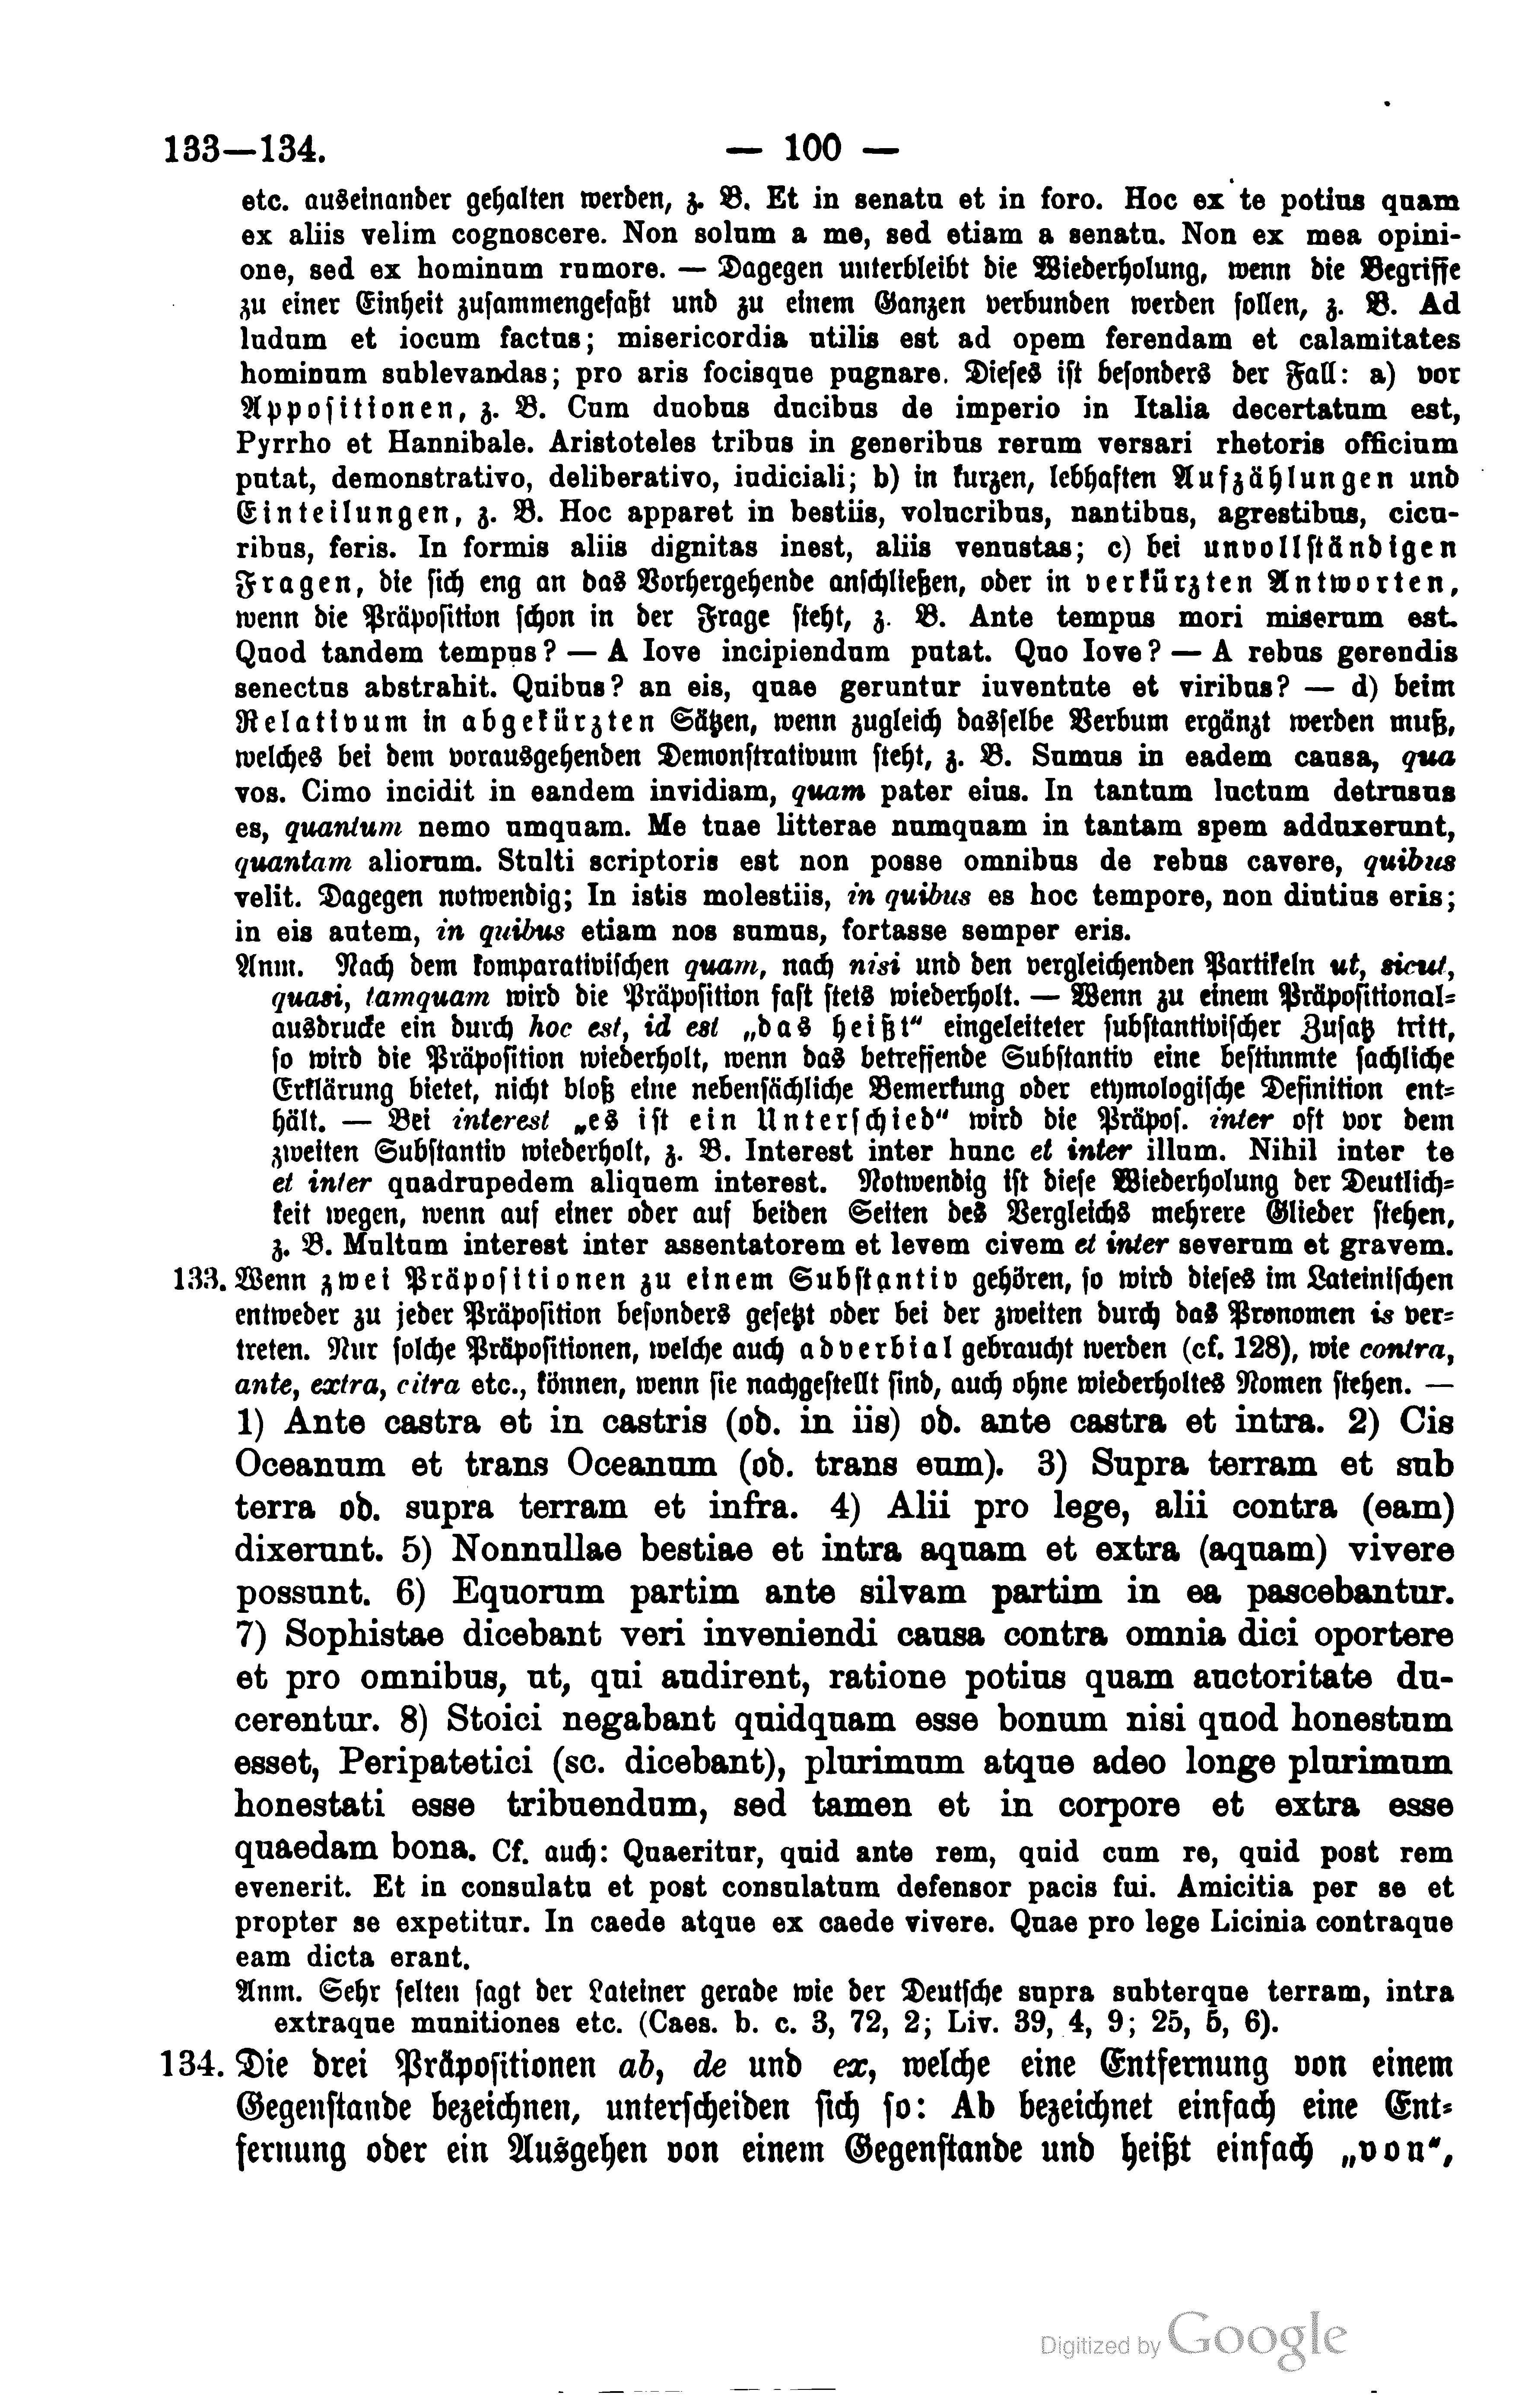 133—134. — 100 —
etc. auseinander gehalten werden, z. B. Et in senatu et in foro. Hoc ex te potius quam
ex aliis velim cognoscere. Non solum a me, sed etiam a senatu. Non ex mea opini-
one, sed ex hominum rumore. — Dagegen unterbleibt die Wiederholung, wenn die Begriffe
zu einer Einheit zusammengefaßt und zu einem Ganzen verbunden werden sollen, z. B. Ad
ludum et iocum factus; misericordia utilis est ad opem ferendam et calamitates
hominum sublevandas; pro aris focisque pugnare. Dieses ist besonders der Fall: a) vor
Appositionen, z. B. Cum duobus ducibus de imperio in Italia decertatum est,
Pyrrho et Hannibale. Aristoteles tribus in generibus rerum versari rhetoris officium
putat, demonstrativo, deliberativo, iudiciali; b) in kurzen, lebhaften Aufzählungen und
Einteilungen, z. B. Hoc apparet in bestiis, volucribus, nantibus, agrestibus, cicu-
ribus, feris. In formis aliis dignitas inest, aliis venustas; c) bei unvollständigen
Fragen, die sich eng an das Vorhergehende anschließen, oder in verkürzten Antworten,
wenn die Präposition schon in der Frage steht, z. B. Ante tempus mori miserum est.
Quod tandem tempus? — A Iove incipiendum putat. Quo Iove? — A rebus gerendis
senectus abstrahit. Quibus? an eis, quae geruntur iuventute et viribus? — d) beim
Relativum in abgekürzten Sätzen, wenn zugleich dasselbe Verbum ergänzt werden muß,
welches bei dem vorausgehenden Demonstrativum steht, z. B. Sumus in eadem causa, qua
vos. Cimo incidit in eandem invidiam, quam pater eius. In tantum luctum detrusus
es, quantum nemo umquam. Me tuae litterae numquam in tantam spem adduxerunt,
quantam aliorum. Stulti scriptoris est non posse omnibus de rebus cavere, quibus
velit. Dagegen notwendig; In istis molestiis, in quibus es hoc tempore, non diutius eris;
in eis autem, in quibus etiam nos sumus, fortasse semper eris.
Anm. Nach dem komparativischen quam, nach nisi und den vergleichenden Partikeln ut, sicut,
quasi, tamquam wird die Präposition fast stets wiederholt. — Wenn zu einem Präpositional-
ausdrucke ein durch hoc est, id est „das heißt“ eingeleiteter substantivischer Zusatz tritt,
so wird die Präposition wiederholt, wenn das betreffende Substantiv eine bestimmte sachliche
Erklärung bietet, nicht bloß eine nebensächliche Bemerkung oder etymologische Definition ent-
hält. — Bei interest „es ist ein Unterschied“ wird die Präpos. inter oft vor dem
zweiten Substantiv wiederholt, z. B. Interest inter hunc et inter illum. Nihil inter te
et inter quadrupedem aliquem interest. Notwendig ist diese Wiederholung der Deutlich-
keit wegen, wenn auf einer oder auf beiden Seiten des Vergleichs mehrere Glieder stehen,
z. B. Multum interest inter assentatorem et levem civem et inter severum et gravem.
133. Wenn zwei Präpositionen zu einem Substantiv gehören, so wird dieses im Lateinischen
entweder zu jeder Präposition besonders gesetzt oder bei der zweiten durch das Pronomen is ver-
treten. Nur solche Präpositionen, welche auch adverbial gebraucht werden (cf. 128), wie contra,
ante, extra, citra etc., können, wenn sie nachgestellt sind, auch ohne wiederholtes Nomen stehen. —
1) Ante castra et in castris (od. in iis) od. ante castra et intra. 2) Cis
Oceanum et trans Oceanum (od. trans eum). 3) Supra terram et sub
terra od. supra terram et infra. 4) Alii pro lege, alii contra (eam)
dixerunt. 5) Nonnullae bestiae et intra aquam et extra (aquam) vivere
possunt. 6) Equorum partim ante silvam partim in ea pascebantur.
7) Sophistae dicebant veri inveniendi causa contra omnia dici oportere
et pro omnibus, ut, qui audirent, ratione potius quam auctoritate du-
cerentur. 8) Stoici negabant quidquam esse bonum nisi quod honestum
esset, Peripatetici (sc. dicebant), plurimum atque adeo longe plurimum
honestati esse tribuendum, sed tamen et in corpore et extra esse
quaedam bona. Cf. auch: Quaeritur, quid ante rem, quid cum re, quid post rem
evenerit. Et in consulatu et post consulatum defensor pacis fui. Amicitia per se et
propter se expetitur. In caede atque ex caede vivere. Quae pro lege Licinia contraque
eam dicta erant.
Anm. Sehr selten sagt der Lateiner gerade wie der Deutsche supra subterque terram, intra
extraque munitiones etc. (Caes. b. c. 3, 72, 2; Liv. 39, 4, 9; 25, 5, 6).
134. Die drei Präpositionen ab, de und ex, welche eine Entfernung von einem
Gegenstande bezeichnen, unterscheiden sich so: Ab bezeichnet einfach eine Ent-
fernung oder ein Ausgehen von einem Gegenstande und heißt einfach „von“,
Digitized by Google